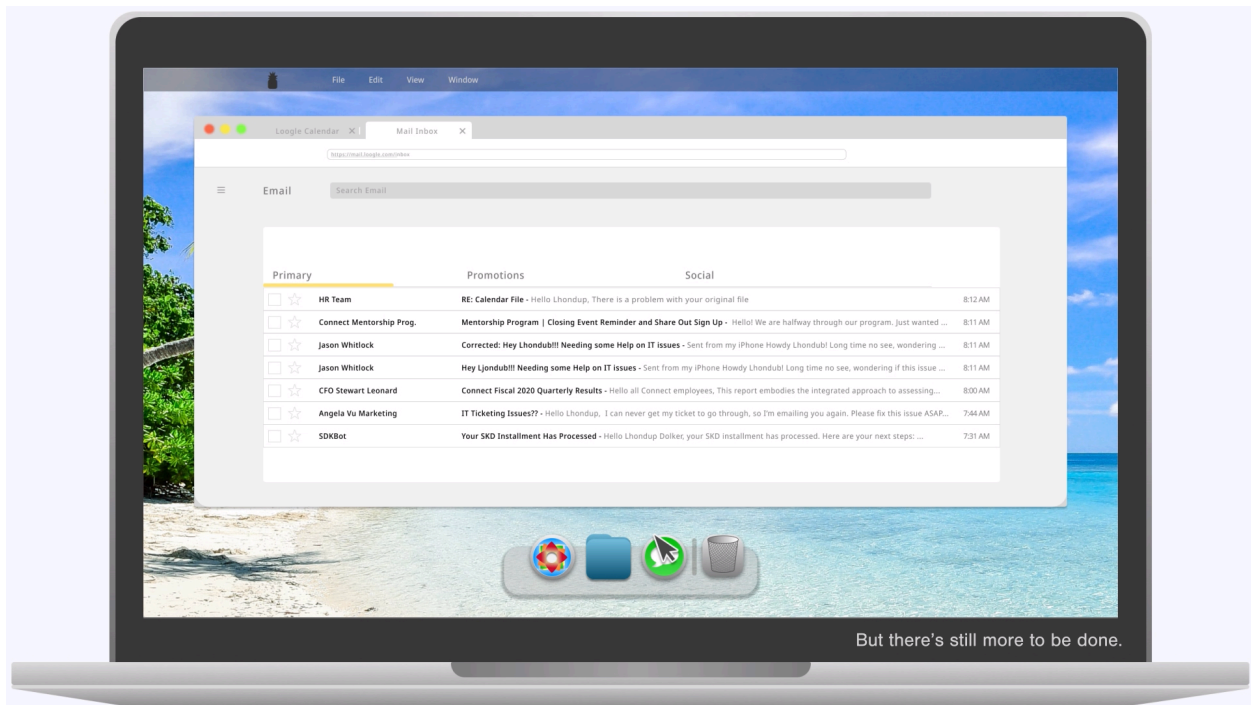 File Edit View Window
Loogle Calendar Mail Inbox
https://mail.loogle.com/inbox
Email Search Email
Primary Promotions Social
HR Team RE: Calendar File - Hello Lhondup, There is a problem with your original file 8:12 AM
Connect Mentorship Prog. Mentorship Program | Closing Event Reminder and Share Out Sign Up - Hello! We are halfway through our program. Just wanted ... 8:11 AM
Jason Whitlock Corrected: Hey Lhondub!!! Needing some Help on IT issues - Sent from my iPhone Howdy Lhondub! Long time no see, wondering ... 8:11 AM
Jason Whitlock Hey Ljondub!!! Needing some Help on IT issues - Sent from my iPhone Howdy Lhondub! Long time no see, wondering if this issue ... 8:11 AM
CFO Stewart Leonard Connect Fiscal 2020 Quarterly Results - Hello all Connect employees, This report embodies the integrated approach to assessing... 8:00 AM
Angela Vu Marketing IT Ticketing Issues?? - Hello Lhondup, I can never get my ticket to go through, so I'm emailing you again. Please fix this issue ASAP... 7:44 AM
SDKBot Your SKD Installment Has Processed - Hello Lhondup Dolker, your SKD installment has processed. Here are your next steps: ... 7:31 AM
But there's still more to be done.